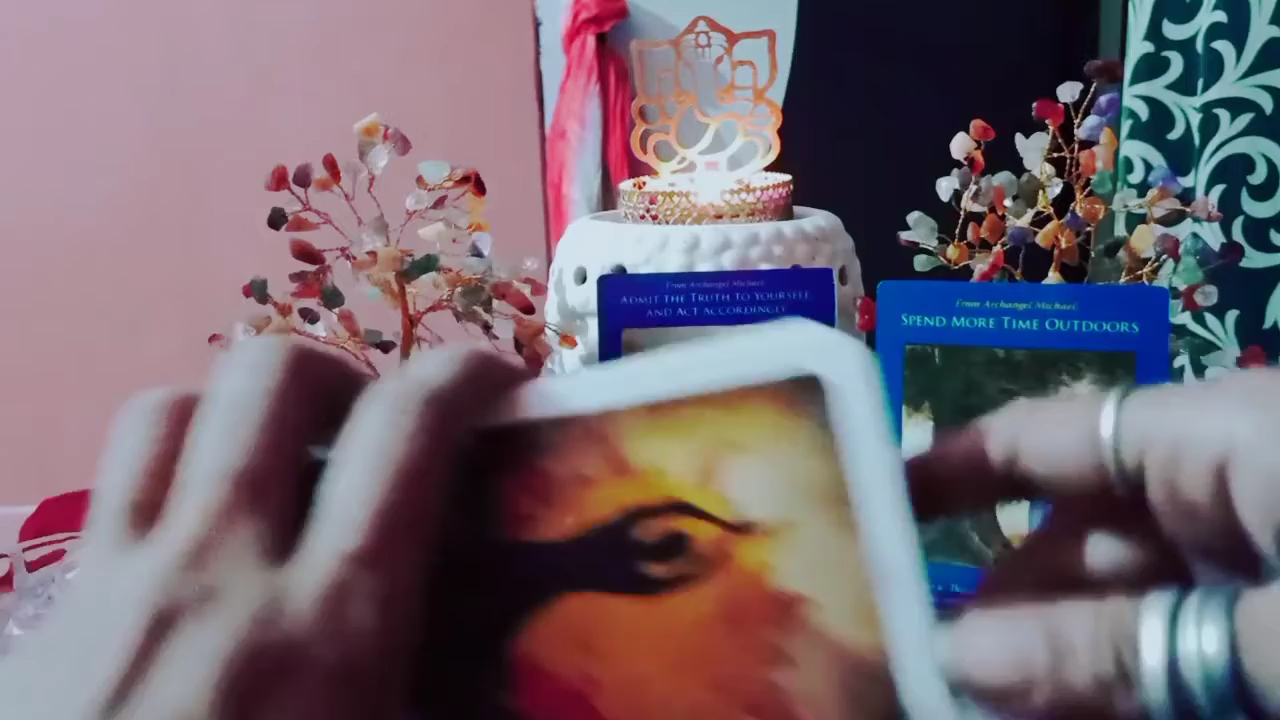 From Archangel Michael:
ADMIT THE TRUTH TO YOURSELF,
AND ACT ACCORDINGLY
From Archangel Michael:
SPEND MORE TIME OUTDOORS